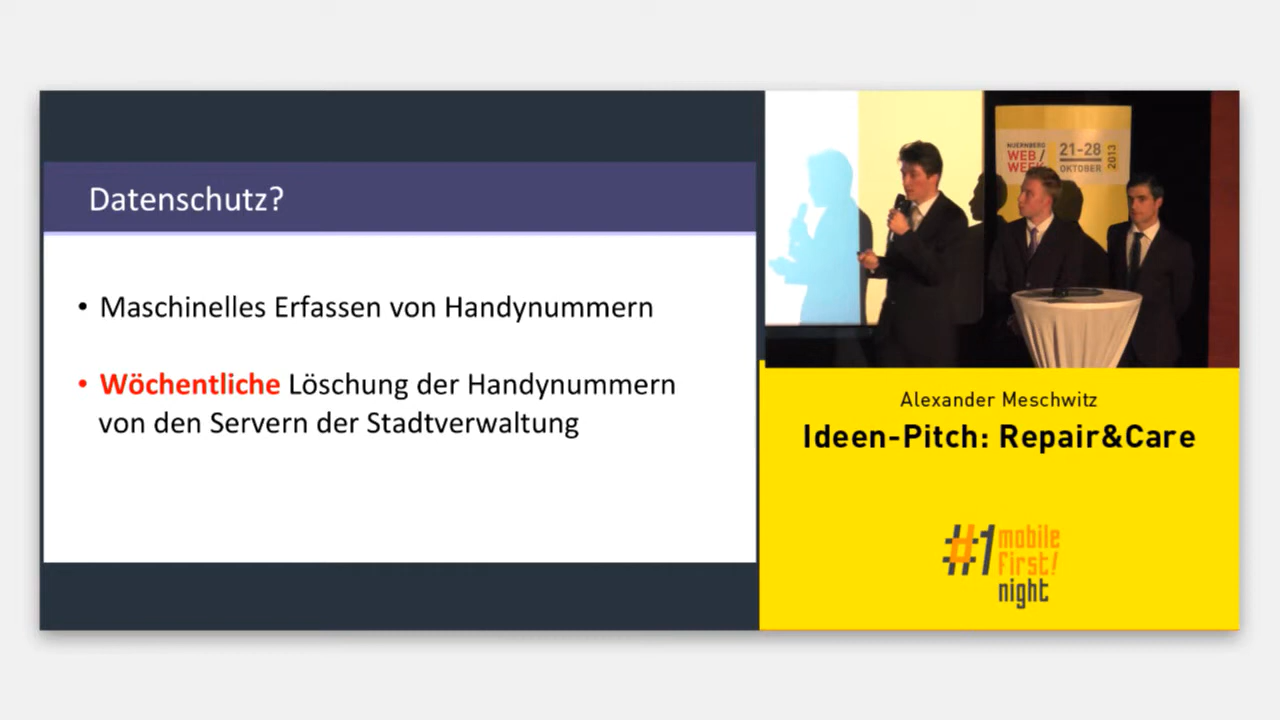 Datenschutz?
• Maschinelles Erfassen von Handynummern
• Wöchentliche Löschung der Handynummern
von den Servern der Stadtverwaltung
NUERNBERG
WEB/
WEEK
21-28
OKTOBER
2013
Alexander Meschwitz
Ideen-Pitch: Repair&Care
#1 mobile
first!
night